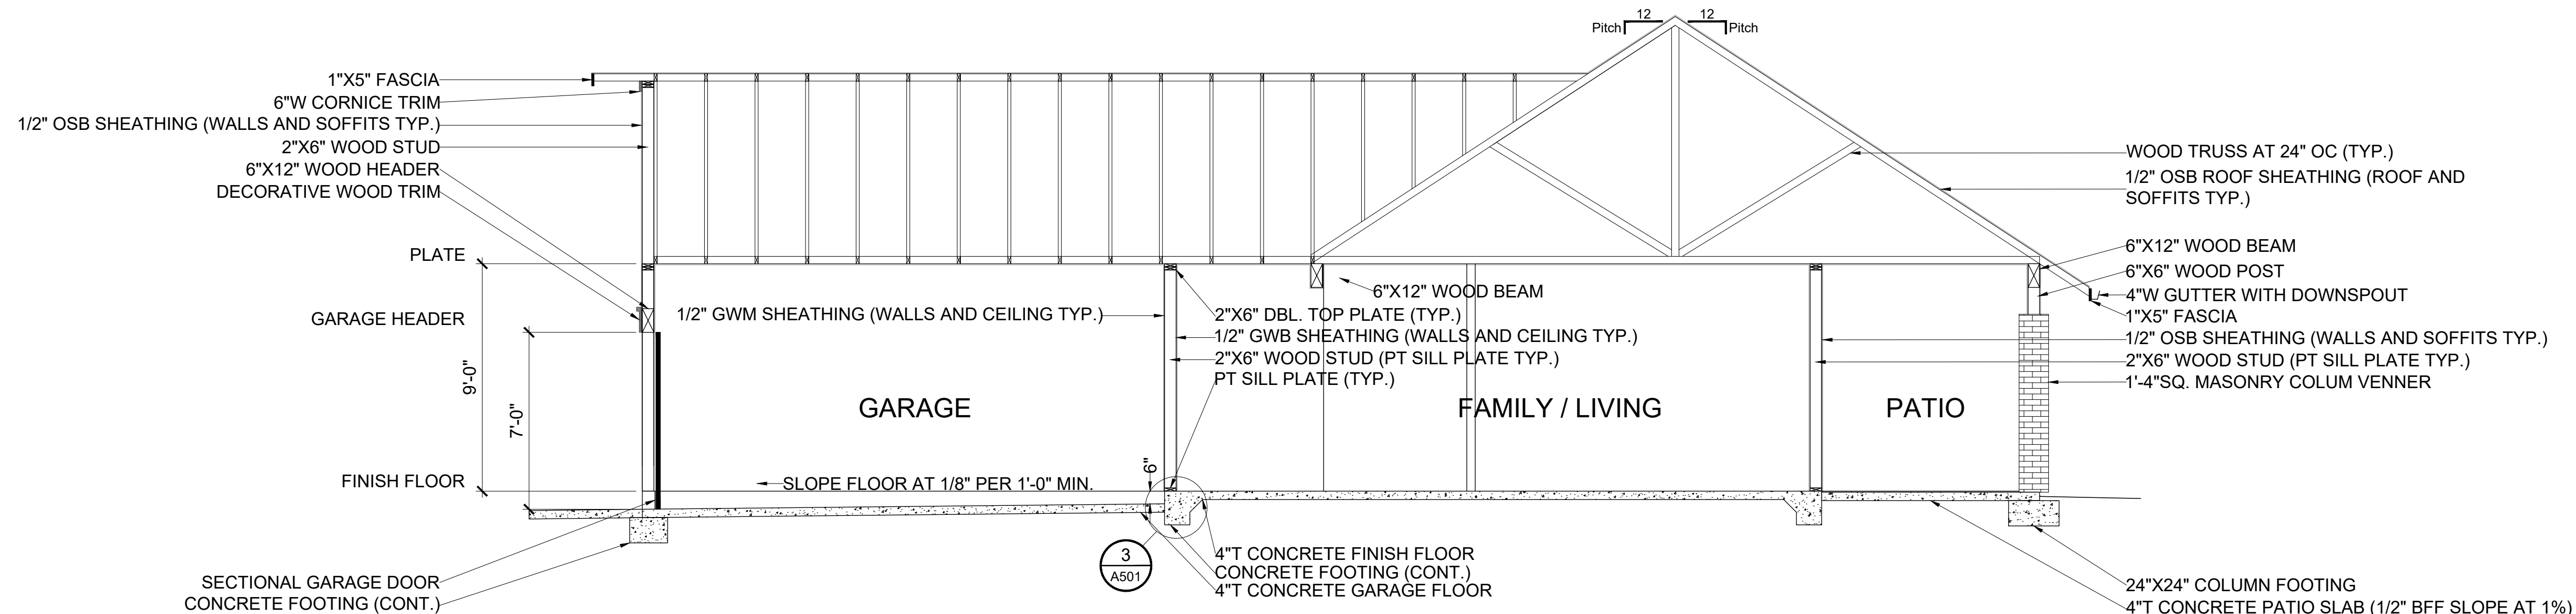 12 12
Pitch Pitch
1"X5" FASCIA
6"W CORNICE TRIM
1/2" OSB SHEATHING (WALLS AND SOFFITS TYP.)
2"X6" WOOD STUD
6"X12" WOOD HEADER
DECORATIVE WOOD TRIM
PLATE
GARAGE HEADER
9'-0"
7'-0"
FINISH FLOOR
SECTIONAL GARAGE DOOR
CONCRETE FOOTING (CONT.)
1/2" GWM SHEATHING (WALLS AND CEILING TYP.)
GARAGE
SLOPE FLOOR AT 1/8" PER 1'-0" MIN.
6"
3
A501
6"X12" WOOD BEAM
2"X6" DBL. TOP PLATE (TYP.)
1/2" GWB SHEATHING (WALLS AND CEILING TYP.)
2"X6" WOOD STUD (PT SILL PLATE TYP.)
PT SILL PLATE (TYP.)
FAMILY / LIVING
PATIO
4"T CONCRETE FINISH FLOOR
CONCRETE FOOTING (CONT.)
4"T CONCRETE GARAGE FLOOR
WOOD TRUSS AT 24" OC (TYP.)
1/2" OSB ROOF SHEATHING (ROOF AND
SOFFITS TYP.)
6"X12" WOOD BEAM
6"X6" WOOD POST
4"W GUTTER WITH DOWNSPOUT
1"X5" FASCIA
1/2" OSB SHEATHING (WALLS AND SOFFITS TYP.)
2"X6" WOOD STUD (PT SILL PLATE TYP.)
1'-4"SQ. MASONRY COLUM VENNER
24"X24" COLUMN FOOTING
4"T CONCRETE PATIO SLAB (1/2" BFF SLOPE AT 1%)